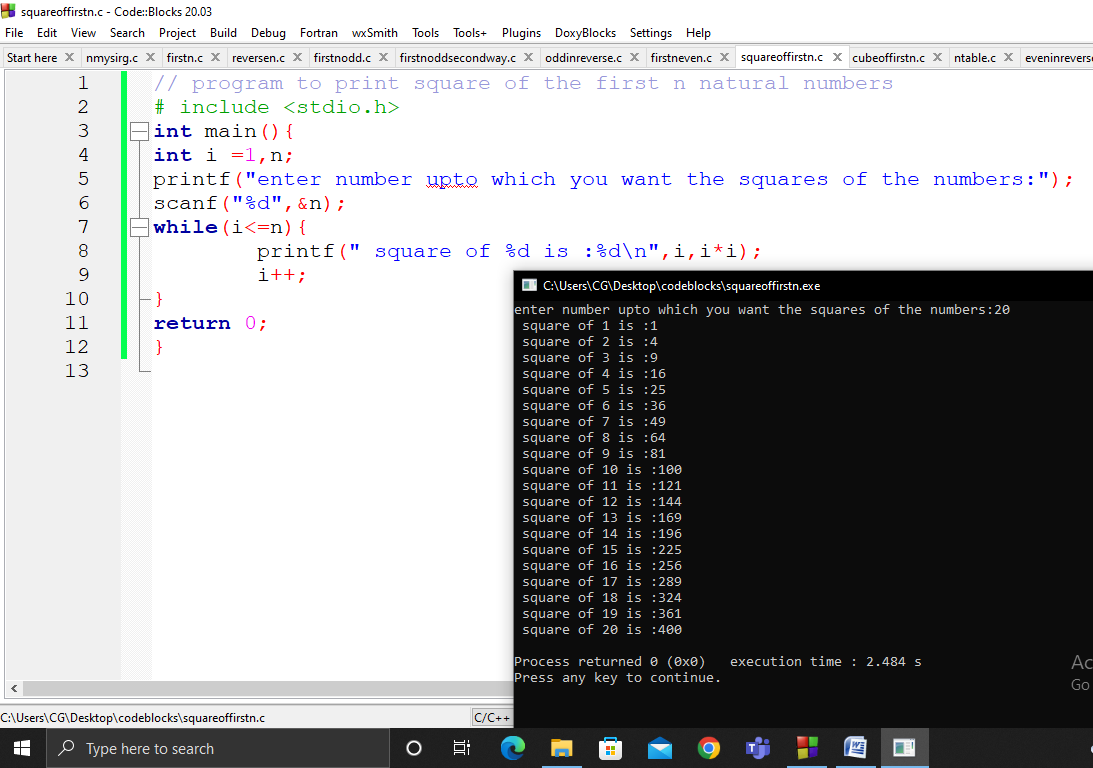 squareoffirstn.c - Code::Blocks 20.03
File Edit View Search Project Build Debug Fortran wxSmith Tools Tools+ Plugins DoxyBlocks Settings Help
Start here nmysirg.c firstn.c reversen.c firstnodd.c firstnoddsecondway.c oddinreverse.c firstneven.c squareoffirstn.c cubeoffirstn.c ntable.c eveninreverse
1 // program to print square of the first n natural numbers
2 # include <stdio.h>
3 int main(){
4 int i =1,n;
5 printf("enter number upto which you want the squares of the numbers:");
6 scanf("%d",&n);
7 while(i<=n){
8 printf(" square of %d is :%d\n",i,i*i);
9 i++;
10 }
11 return 0;
12 }
13
C:\Users\CG\Desktop\codeblocks\squareoffirstn.exe
enter number upto which you want the squares of the numbers:20
square of 1 is :1
square of 2 is :4
square of 3 is :9
square of 4 is :16
square of 5 is :25
square of 6 is :36
square of 7 is :49
square of 8 is :64
square of 9 is :81
square of 10 is :100
square of 11 is :121
square of 12 is :144
square of 13 is :169
square of 14 is :196
square of 15 is :225
square of 16 is :256
square of 17 is :289
square of 18 is :324
square of 19 is :361
square of 20 is :400
Process returned 0 (0x0)   execution time : 2.484 s
Press any key to continue.
Ac
Go
C:\Users\CG\Desktop\codeblocks\squareoffirstn.c C/C++
Type here to search